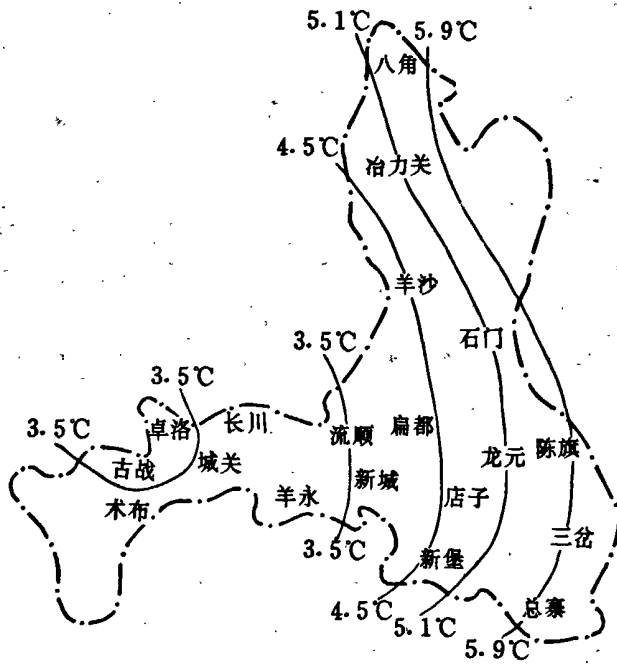 5.1℃
5.9℃
八角
4.5℃
冶力关
羊沙
3.5℃
石门
3.5℃
3.5℃
卓洛
长川
流顺
扁都
古战
城关
龙元
陈旗
术布
羊永
新城
店子
3.5℃
新堡
三岔
4.5℃
5.1℃
总寨
5.9℃